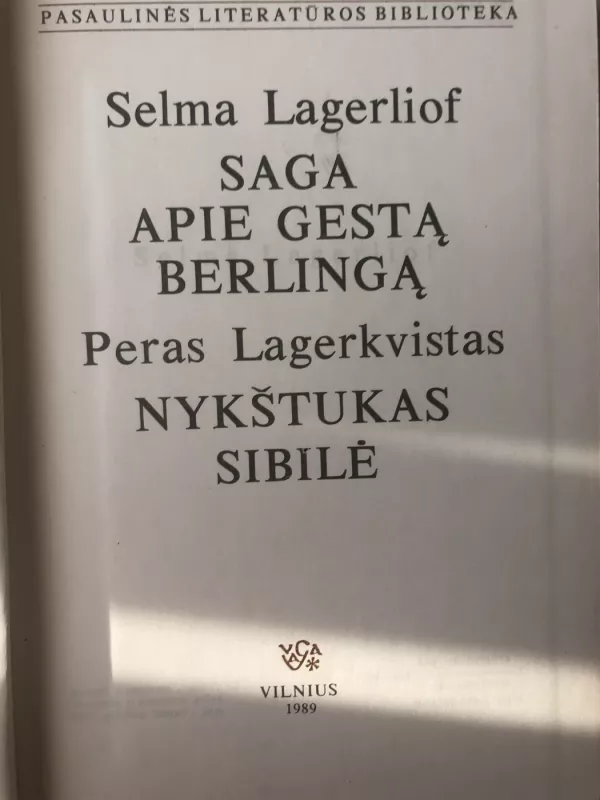 PASAULINĖS LITERATŪROS BIBLIOTEKA
Selma Lagerliof
SAGA
APIE GESTĄ
BERLINGĄ
Peras Lagerkvistas
NYKŠTUKAS
SIBILĖ
VAGA
VILNIUS
1989